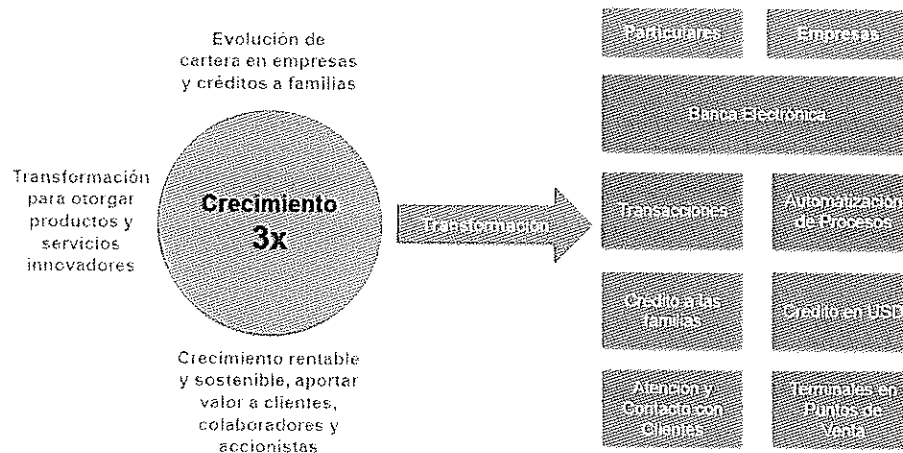 Evolución de
cartera en empresas
y créditos a familias
Transformación
para otorgar
productos y
servicios
innovadores
Crecimiento
3x
Crecimiento rentable
y sostenible, aportar
valor a clientes,
colaboradores y
accionistas
Transformación
Particulares
Empresas
Banca Electrónica
Transacciones
Automatización
de Procesos
Crédito a las
familias
Crédito en USD
Atención y
Contacto con
Clientes
Terminales en
Puntos de
Venta